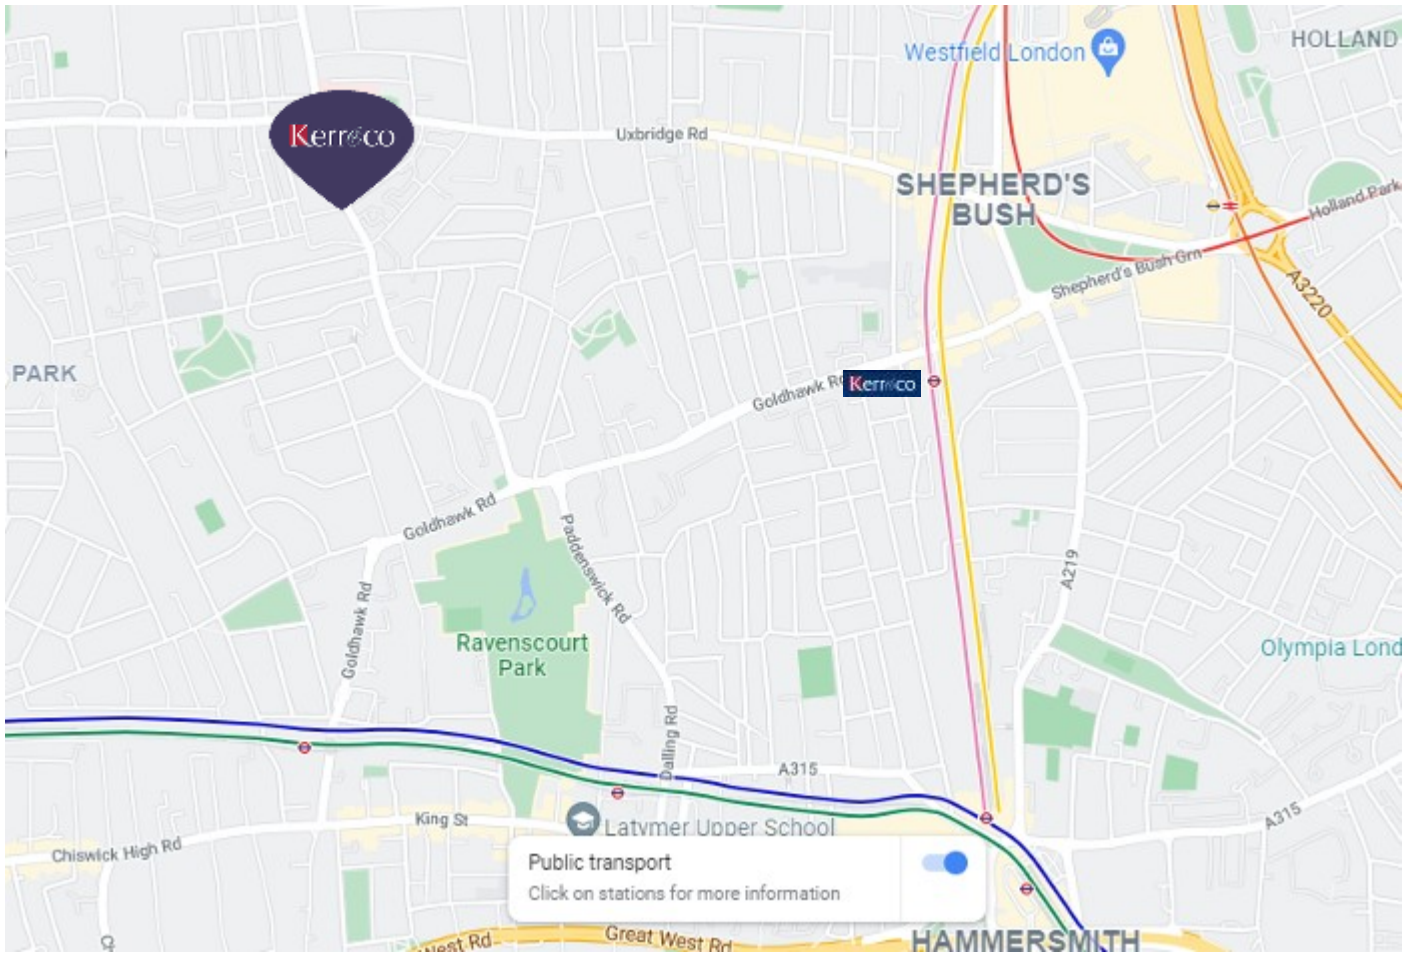 HOLLAND
Westfield London
Kerr&co
Uxbridge Rd
SHEPHERD'S
BUSH
Holland Park
Shepherd's Bush Grn
A3220
PARK
Goldhawk Rd
Kerr&co
Goldhawk Rd
Paddenswick Rd
A219
Goldhawk Rd
Ravenscourt
Park
Olympia Lond
Dalling Rd
A315
King St
Latymer Upper School
A315
Chiswick High Rd
Public transport
Click on stations for more information
Ch
West Rd
Great West Rd
HAMMERSMITH